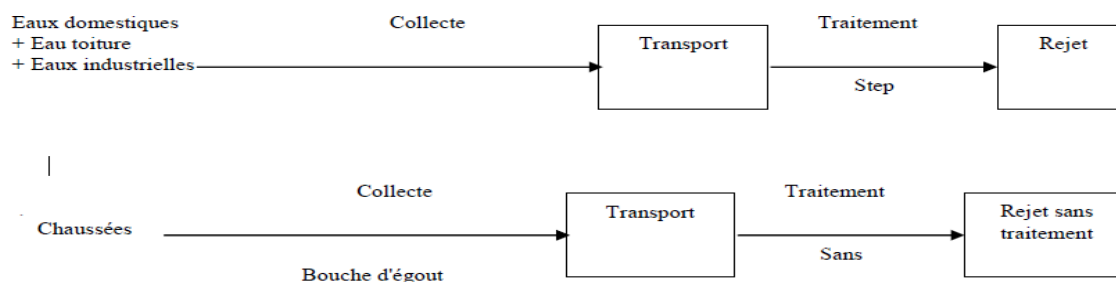 Eaux domestiques
+ Eau toiture
+ Eaux industrielles
Collecte
Transport
Traitement
Step
Rejet
Chaussées
Collecte
Bouche d'égout
Transport
Traitement
Sans
Rejet sans
traitement